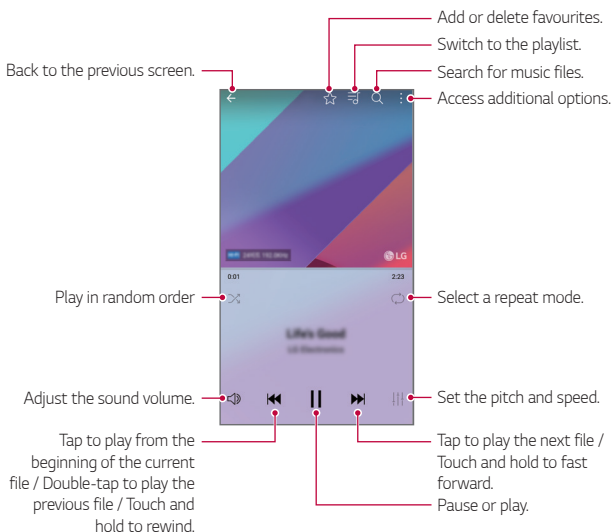 Add or delete favourites.
Switch to the playlist.
Back to the previous screen.
Search for music files.
Access additional options.
LG
0:01
2:23
Play in random order
Select a repeat mode.
Life's Good
LG Electronics
Adjust the sound volume.
Set the pitch and speed.
Tap to play from the
beginning of the current
file / Double-tap to play the
previous file / Touch and
hold to rewind.
Tap to play the next file /
Touch and hold to fast
forward.
Pause or play.